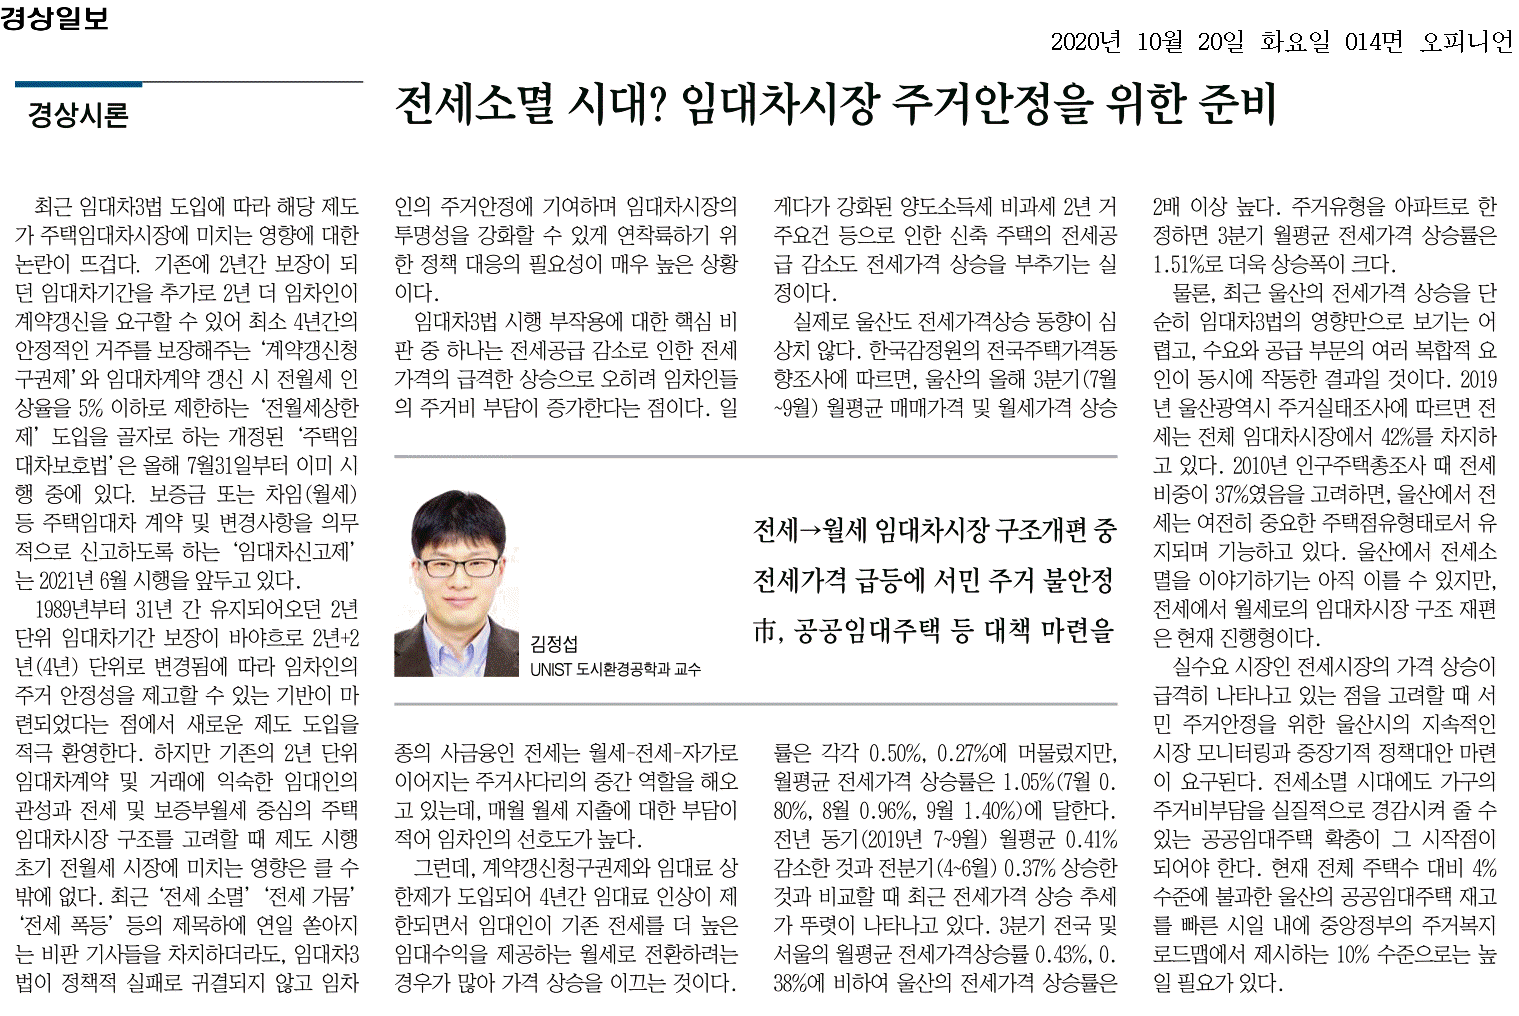 경상일보
2020년 10월 20일 화요일 014면 오피니언
경상시론
전세소멸 시대? 임대차시장 주거안정을 위한 준비
최근 임대차3법 도입에 따라 해당 제도
가 주택임대차시장에 미치는 영향에 대한
논란이 뜨겁다. 기존에 2년간 보장이 되
던 임대차기간을 추가로 2년 더 임차인이
계약갱신을 요구할 수 있어 최소 4년간의
안정적인 거주를 보장해주는 ‘계약갱신청
구권제’와 임대차계약 갱신 시 전월세 인
상율을 5% 이하로 제한하는 ‘전월세상한
제’ 도입을 골자로 하는 개정된 ‘주택임
대차보호법’은 올해 7월31일부터 이미 시
행 중에 있다. 보증금 또는 차임(월세)
등 주택임대차 계약 및 변경사항을 의무
적으로 신고하도록 하는 ‘임대차신고제’
는 2021년 6월 시행을 앞두고 있다.
1989년부터 31년 간 유지되어오던 2년
단위 임대차기간 보장이 바야흐로 2년+2
년(4년) 단위로 변경됨에 따라 임차인의
주거 안정성을 제고할 수 있는 기반이 마
련되었다는 점에서 새로운 제도 도입을
적극 환영한다. 하지만 기존의 2년 단위
임대차계약 및 거래에 익숙한 임대인의
관성과 전세 및 보증부월세 중심의 주택
임대차시장 구조를 고려할 때 제도 시행
초기 전월세 시장에 미치는 영향은 클 수
밖에 없다. 최근 ‘전세 소멸’ ‘전세 가뭄’
‘전세 폭등’ 등의 제목하에 연일 쏟아지
는 비판 기사들을 차치하더라도, 임대차3
법이 정책적 실패로 귀결되지 않고 임차
인의 주거안정에 기여하며 임대차시장의
투명성을 강화할 수 있게 연착륙하기 위
한 정책 대응의 필요성이 매우 높은 상황
이다.
임대차3법 시행 부작용에 대한 핵심 비
판 중 하나는 전세공급 감소로 인한 전세
가격의 급격한 상승으로 오히려 임차인들
의 주거비 부담이 증가한다는 점이다. 일
종의 사금융인 전세는 월세-전세-자가로
이어지는 주거사다리의 중간 역할을 해오
고 있는데, 매월 월세 지출에 대한 부담이
적어 임차인의 선호도가 높다.
그런데, 계약갱신청구권제와 임대료 상
한제가 도입되어 4년간 임대료 인상이 제
한되면서 임대인이 기존 전세를 더 높은
임대수익을 제공하는 월세로 전환하려는
경우가 많아 가격 상승을 이끄는 것이다.
게다가 강화된 양도소득세 비과세 2년 거
주요건 등으로 인한 신축 주택의 전세공
급 감소도 전세가격 상승을 부추기는 실
정이다.
실제로 울산도 전세가격상승 동향이 심
상치 않다. 한국감정원의 전국주택가격동
향조사에 따르면, 울산의 올해 3분기(7월
~9월) 월평균 매매가격 및 월세가격 상승
률은 각각 0.50%, 0.27%에 머물렀지만,
월평균 전세가격 상승률은 1.05%(7월 0.
80%, 8월 0.96%, 9월 1.40%)에 달한다.
전년 동기(2019년 7~9월) 월평균 0.41%
감소한 것과 전분기(4~6월) 0.37% 상승한
것과 비교할 때 최근 전세가격 상승 추세
가 뚜렷이 나타나고 있다. 3분기 전국 및
서울의 월평균 전세가격상승률 0.43%, 0.
38%에 비하여 울산의 전세가격 상승률은
2배 이상 높다. 주거유형을 아파트로 한
정하면 3분기 월평균 전세가격 상승률은
1.51%로 더욱 상승폭이 크다.
물론, 최근 울산의 전세가격 상승을 단
순히 임대차3법의 영향만으로 보기는 어
렵고, 수요와 공급 부문의 여러 복합적 요
인이 동시에 작동한 결과일 것이다. 2019
년 울산광역시 주거실태조사에 따르면 전
세는 전체 임대차시장에서 42%를 차지하
고 있다. 2010년 인구주택총조사 때 전세
비중이 37%였음을 고려하면, 울산에서 전
세는 여전히 중요한 주택점유형태로서 유
지되며 기능하고 있다. 울산에서 전세소
멸을 이야기하기는 아직 이를 수 있지만,
전세에서 월세로의 임대차시장 구조 재편
은 현재 진행형이다.
실수요 시장인 전세시장의 가격 상승이
급격히 나타나고 있는 점을 고려할 때 서
민 주거안정을 위한 울산시의 지속적인
시장 모니터링과 중장기적 정책대안 마련
이 요구된다. 전세소멸 시대에도 가구의
주거비부담을 실질적으로 경감시켜 줄 수
있는 공공임대주택 확충이 그 시작점이
되어야 한다. 현재 전체 주택수 대비 4%
수준에 불과한 울산의 공공임대주택 재고
를 빠른 시일 내에 중앙정부의 주거복지
로드맵에서 제시하는 10% 수준으로는 높
일 필요가 있다.
김정섭
UNIST 도시환경공학과 교수
전세→월세 임대차시장 구조개편 중
전세가격 급등에 서민 주거 불안정
市, 공공임대주택 등 대책 마련을